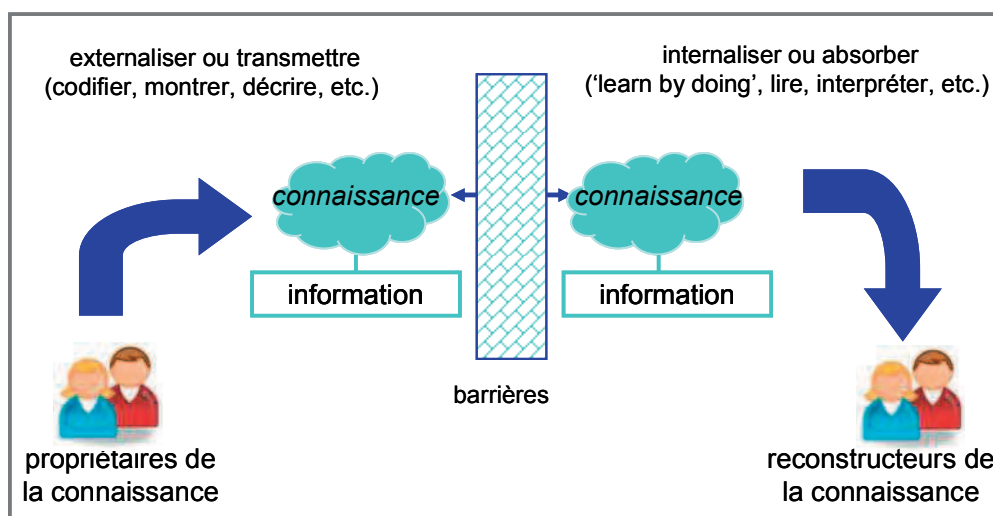 externaliser ou transmettre
(codifier, montrer, décrire, etc.)
internaliser ou absorber
(‘learn by doing’, lire, interpréter, etc.)
connaissance
connaissance
information
information
barrières
propriétaires de
la connaissance
reconstructeurs de
la connaissance